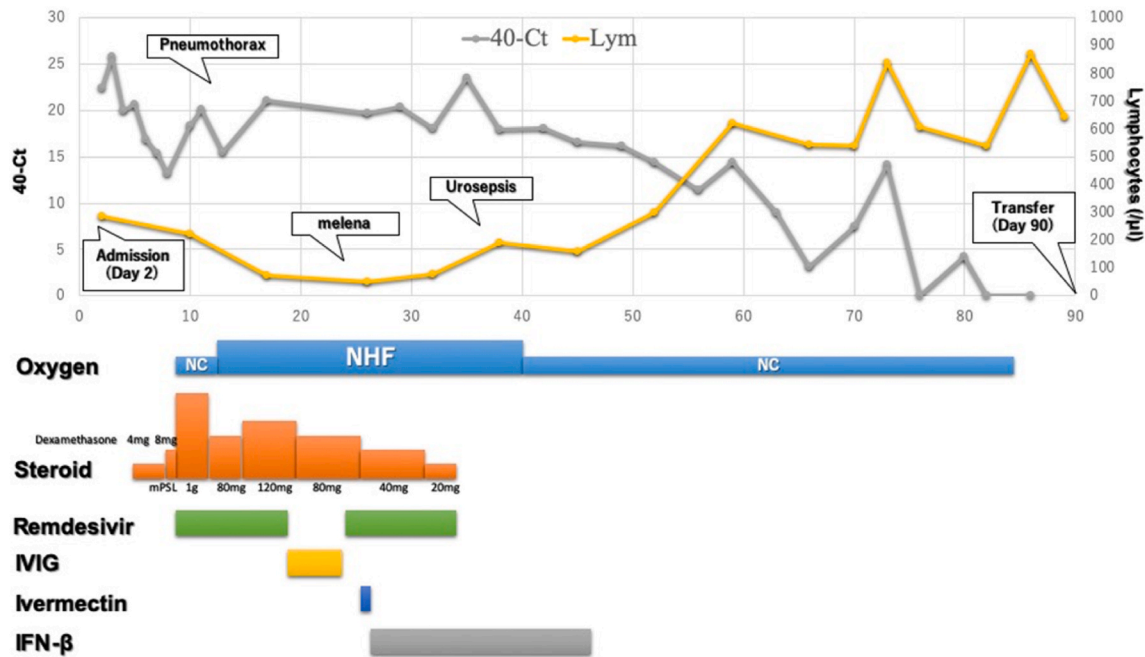 40-Ct Lym
30
25
20
15
10
5
0
40-Ct
1000
900
800
700
600
500
400
300
200
100
0
Lymphocytes (/μl)
Pneumothorax
Urosepsis
melena
Admission
(Day 2)
Transfer
(Day 90)
0 10 20 30 40 50 60 70 80 90
Oxygen NC NHF NC
Dexamethasone 4mg 8mg
Steroid
mPSL 1g 80mg 120mg 80mg 40mg 20mg
Remdesivir
IVIG
Ivermectin
IFN-β